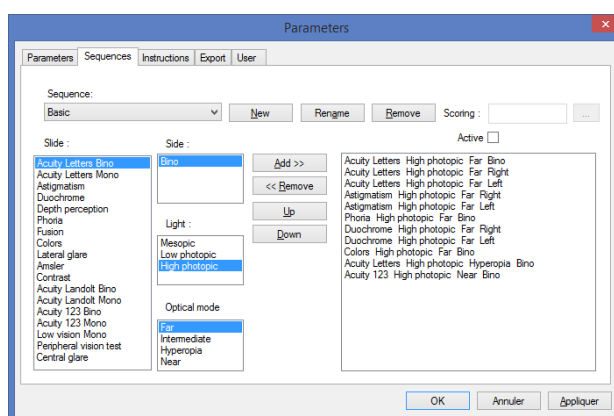 Parameters
x
Parameters Sequences Instructions Export User
Sequence:
Basic New Rename Remove Scoring : ...
Active
Slide :
Acuity Letters Bino
Acuity Letters Mono
Astigmatism
Duochrome
Depth perception
Phoria
Fusion
Colors
Lateral glare
Amsler
Contrast
Acuity Landolt Bino
Acuity Landolt Mono
Acuity 123 Bino
Acuity 123 Mono
Low vision Mono
Peripheral vision test
Central glare
Side :
Bino
Light :
Mesopic
Low photopic
High photopic
Optical mode
Far
Intermediate
Hyperopia
Near
Add >>
<< Remove
Up
Down
Acuity Letters High photopic Far Bino
Acuity Letters High photopic Far Right
Acuity Letters High photopic Far Left
Astigmatism High photopic Far Right
Astigmatism High photopic Far Left
Phoria High photopic Far Bino
Duochrome High photopic Far Right
Duochrome High photopic Far Left
Colors High photopic Far Bino
Acuity Letters High photopic Hyperopia Bino
Acuity 123 High photopic Near Bino
OK Annuler Appliquer